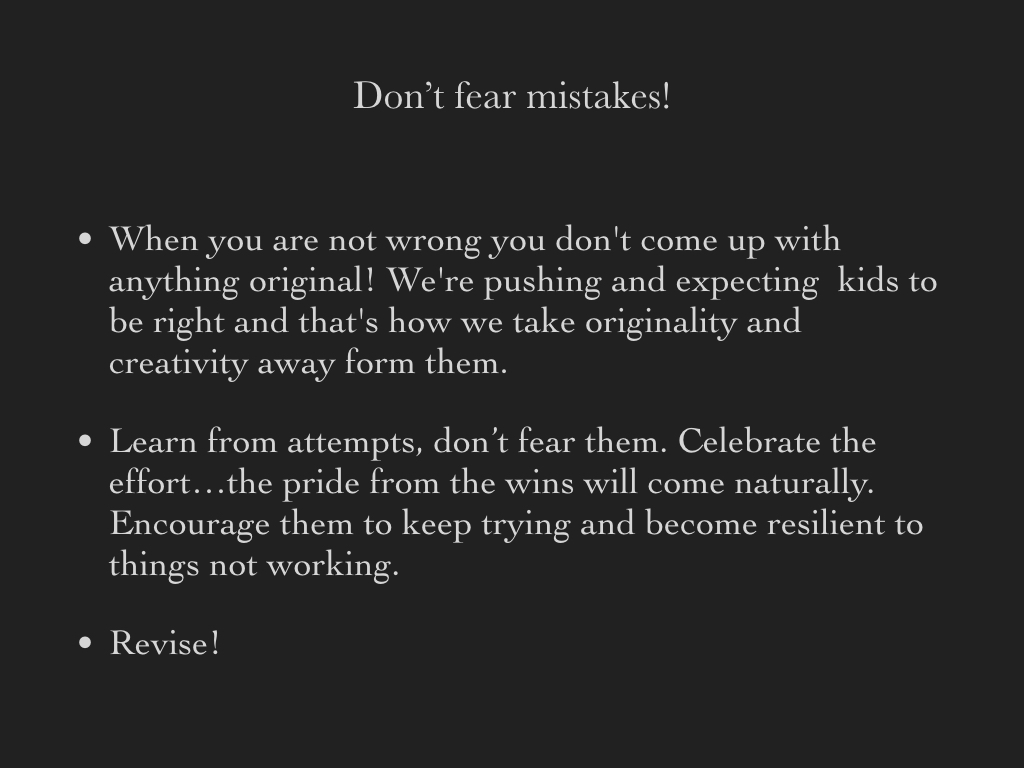 Don’t fear mistakes!
• When you are not wrong you don't come up with
anything original! We're pushing and expecting  kids to
be right and that's how we take originality and
creativity away form them.
• Learn from attempts, don’t fear them. Celebrate the
effort…the pride from the wins will come naturally.
Encourage them to keep trying and become resilient to
things not working.
• Revise!